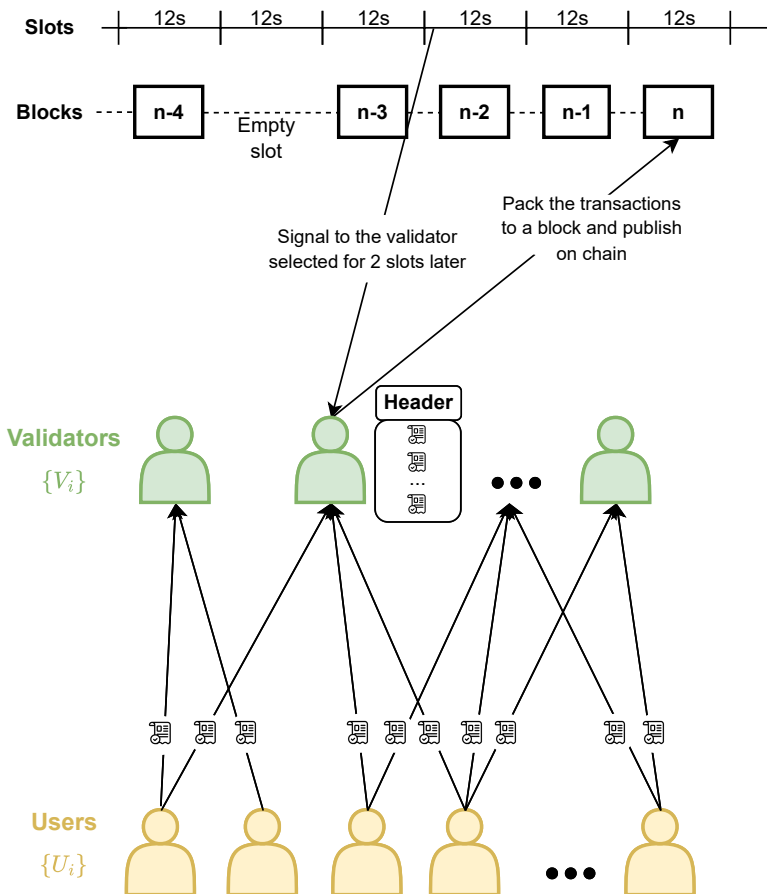 Slots 12s 12s 12s 12s 12s 12s
Blocks n-4 n-3 n-2 n-1 n
Empty
slot
Pack the transactions
to a block and publish
on chain
Signal to the validator
selected for 2 slots later
Header
...
Validators
{V_i}
Users
{U_i}